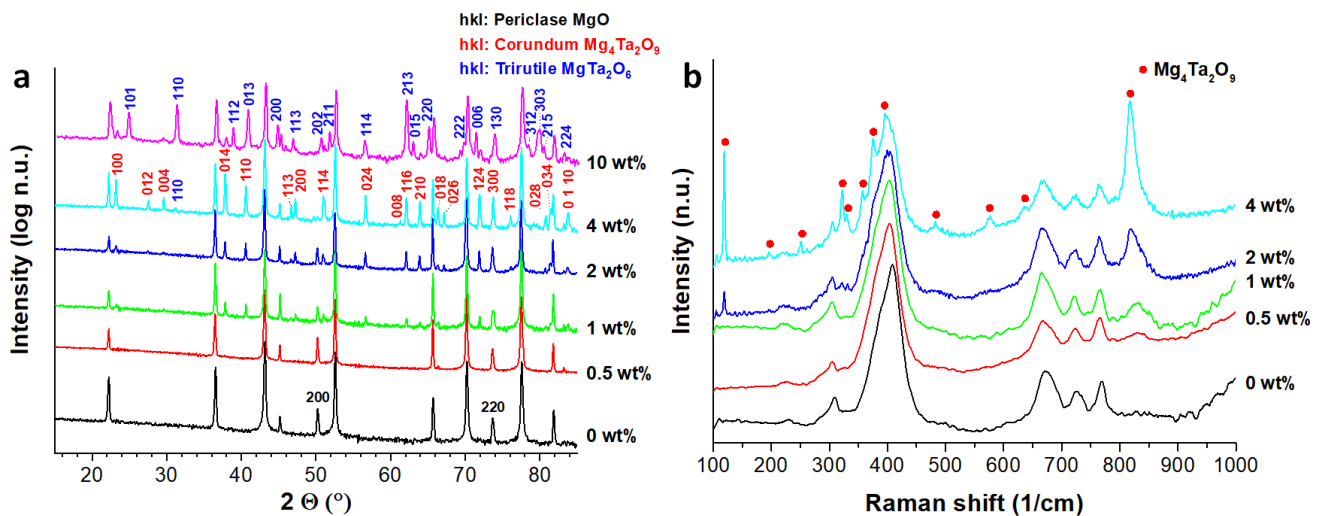 hkl: Periclase MgO
hkl: Corundum Mg₄Ta₂O₉
hkl: Trirutile MgTa₂O₆
a
101
110
112
013
200
113
202
211
114
213
015
220
222
006
130
312
303
215
224
10 wt%
100
012
004
110
014
110
113
200
114
024
008
116
210
018
026
124
300
118
028
034
0 1 10
4 wt%
2 wt%
1 wt%
0.5 wt%
200
220
0 wt%
Intensity (log n.u.)
20
30
40
50
60
70
80
2 Θ (°)
b
Mg₄Ta₂O₉
4 wt%
2 wt%
1 wt%
0.5 wt%
0 wt%
Intensity (n.u.)
100
200
300
400
500
600
700
800
900
1000
Raman shift (1/cm)